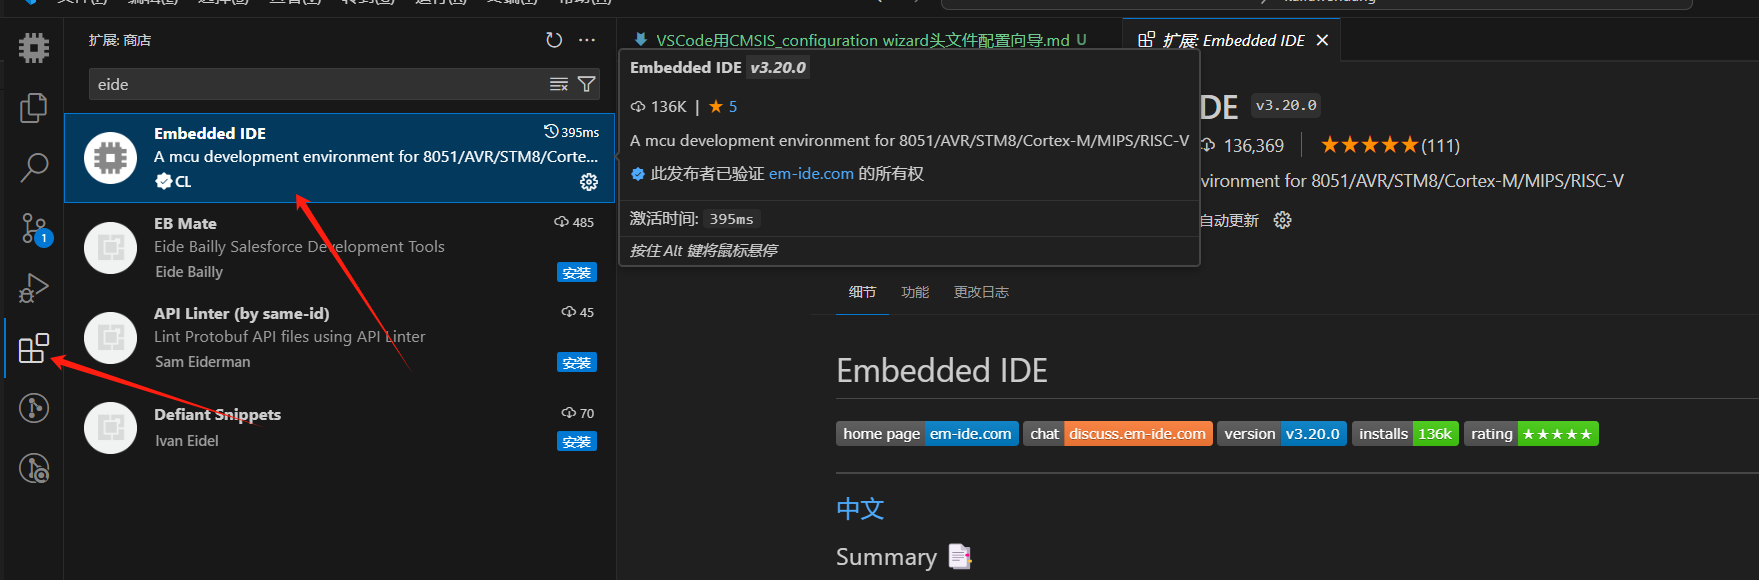 扩展: 商店
eide
Embedded IDE
395ms
A mcu development environment for 8051/AVR/STM8/Corte...
CL
EB Mate
485
Eide Bailly Salesforce Development Tools
Eide Bailly
安装
API Linter (by same-id)
45
Lint Protobuf API files using API Linter
Sam Eiderman
安装
Defiant Snippets
70
Ivan Eidel
安装
1
VSCode用CMSIS_configuration wizard头文件配置向导.md U
扩展: Embedded IDE
Embedded IDE v3.20.0
136K | ★ 5
A mcu development environment for 8051/AVR/STM8/Cortex-M/MIPS/RISC-V
此发布者已验证 em-ide.com 的所有权
激活时间: 395ms
按住 Alt 键将鼠标悬停
DE v3.20.0
136,369 | ★★★★★(111)
vironment for 8051/AVR/STM8/Cortex-M/MIPS/RISC-V
自动更新
细节 功能 更改日志
Embedded IDE
home page em-ide.com chat discuss.em-ide.com version v3.20.0 installs 136k rating ★★★★★
中文
Summary